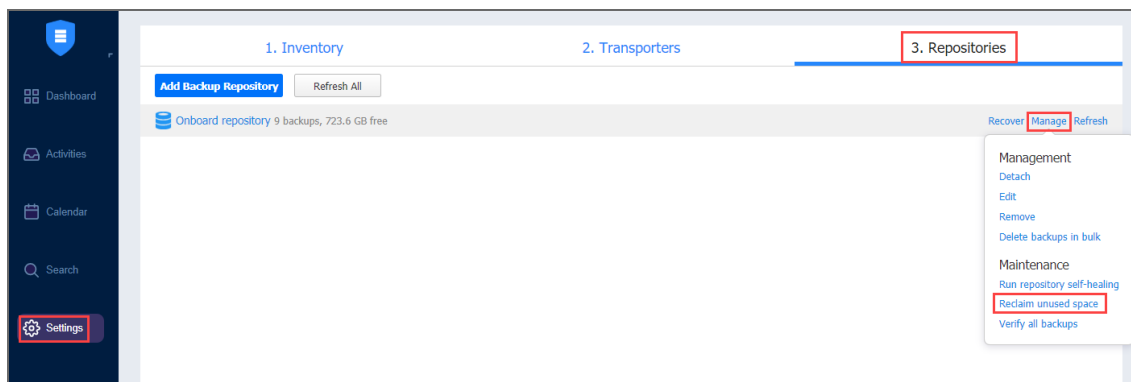 1. Inventory
2. Transporters
3. Repositories
Add Backup Repository
Refresh All
Dashboard
Onboard repository 9 backups, 723.6 GB free
Recover Manage Refresh
Activities
Management
Detach
Edit
Calendar
Remove
Delete backups in bulk
Maintenance
Search
Run repository self-healing
Reclaim unused space
Settings
Verify all backups